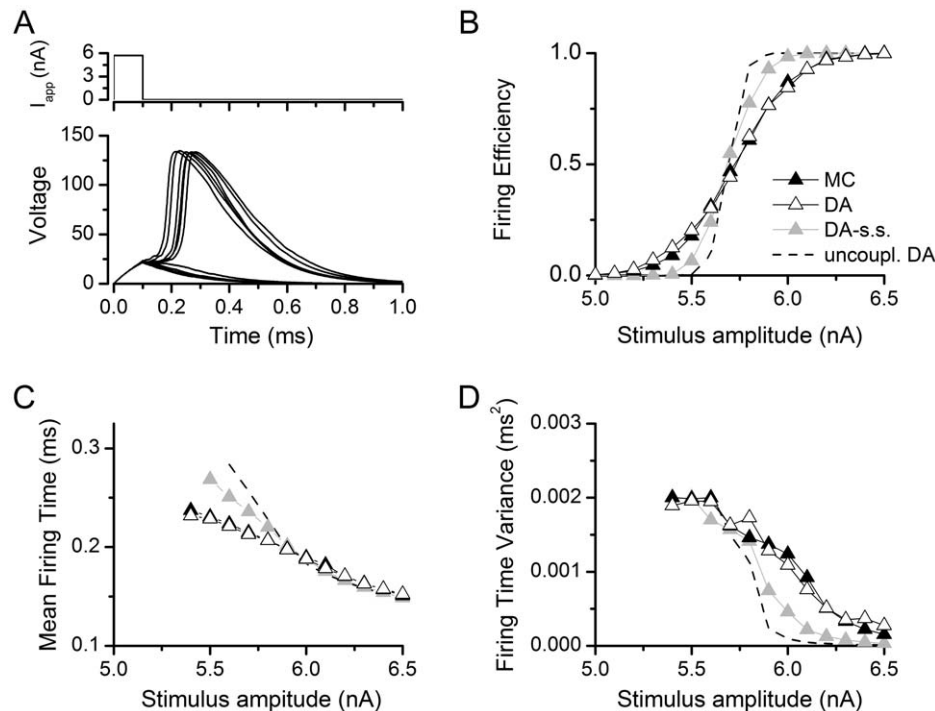 A
I_app (nA)
6
3
0
Voltage
150
100
50
0
0.0 0.2 0.4 0.6 0.8 1.0
Time (ms)
B
Firing Efficiency
1.0
0.5
0.0
MC
DA
DA-s.s.
uncoupl. DA
5.0 5.5 6.0 6.5
Stimulus amplitude (nA)
C
Mean Firing Time (ms)
0.3
0.2
0.1
5.0 5.5 6.0 6.5
Stimulus ampitude (nA)
D
Firing Time Variance (ms²)
0.003
0.002
0.001
0.000
5.0 5.5 6.0 6.5
Stimulus amplitude (nA)